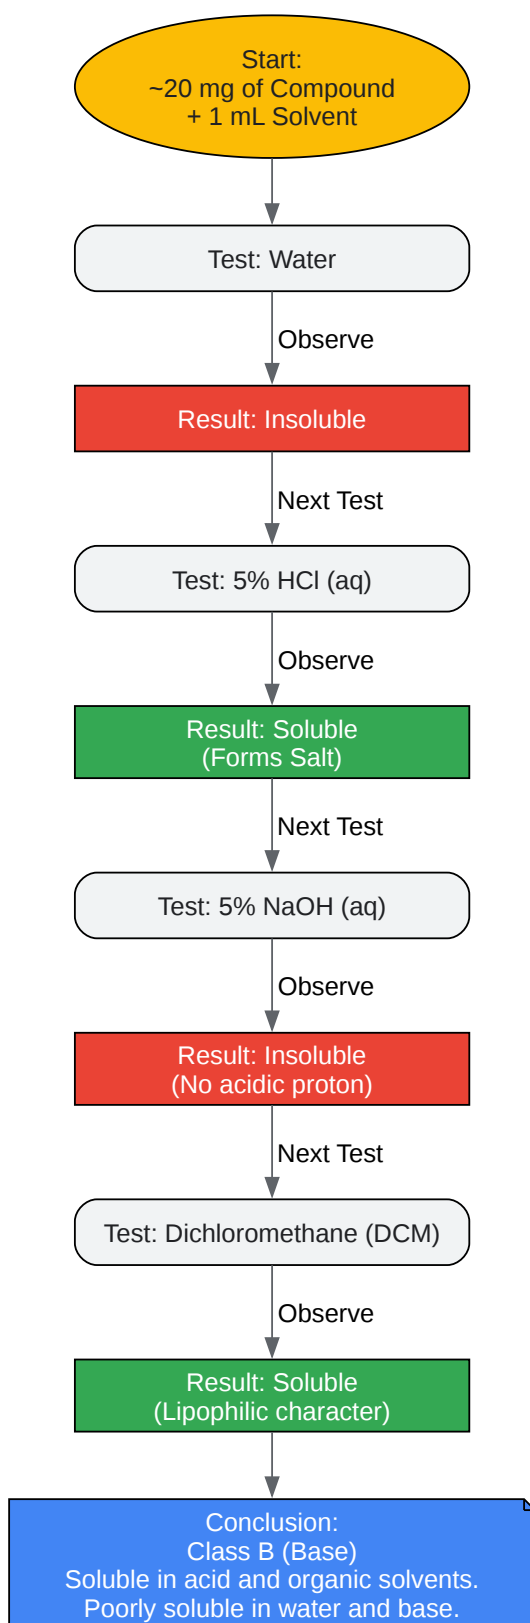 Start:
~20 mg of Compound
+ 1 mL Solvent
Test: Water
Observe
Result: Insoluble
Next Test
Test: 5% HCl (aq)
Observe
Result: Soluble
(Forms Salt)
Next Test
Test: 5% NaOH (aq)
Observe
Result: Insoluble
(No acidic proton)
Next Test
Test: Dichloromethane (DCM)
Observe
Result: Soluble
(Lipophilic character)
Conclusion:
Class B (Base)
Soluble in acid and organic solvents.
Poorly soluble in water and base.